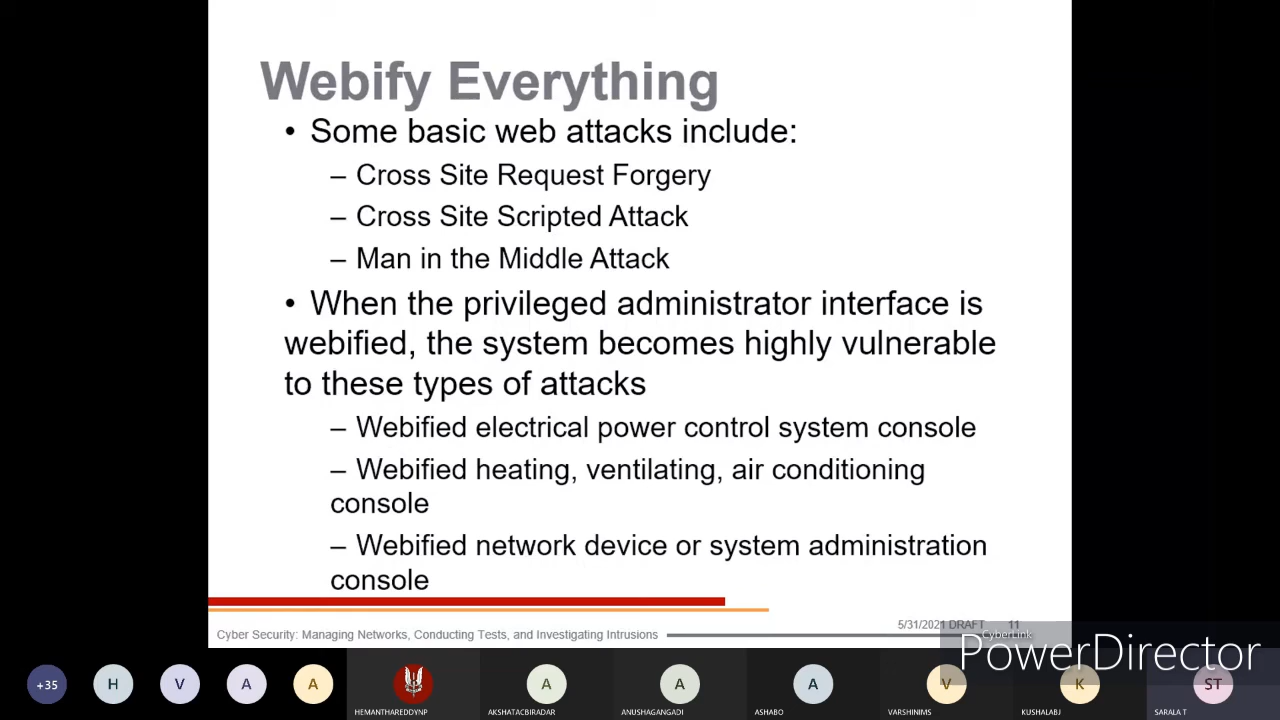 Webify Everything
• Some basic web attacks include:
– Cross Site Request Forgery
– Cross Site Scripted Attack
– Man in the Middle Attack
• When the privileged administrator interface is
webified, the system becomes highly vulnerable
to these types of attacks
– Webified electrical power control system console
– Webified heating, ventilating, air conditioning
console
– Webified network device or system administration
console
5/31/2021 DRAFT 11
Cyber Security: Managing Networks, Conducting Tests, and Investigating Intrusions
CyberLink
PowerDirector
+35 H V A A A A A V K ST
HEMANTHAREDDYNP AKSHATACBIRADAR ANUSHAGANGADI ASHABO VARSHINIMS KUSHALABJ SARALA T